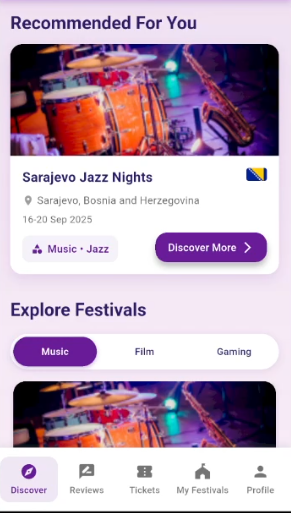 Recommended For You
Sarajevo Jazz Nights
Sarajevo, Bosnia and Herzegovina
16-20 Sep 2025
Music • Jazz
Discover More
Explore Festivals
Music
Film
Gaming
Discover
Reviews
Tickets
My Festivals
Profile